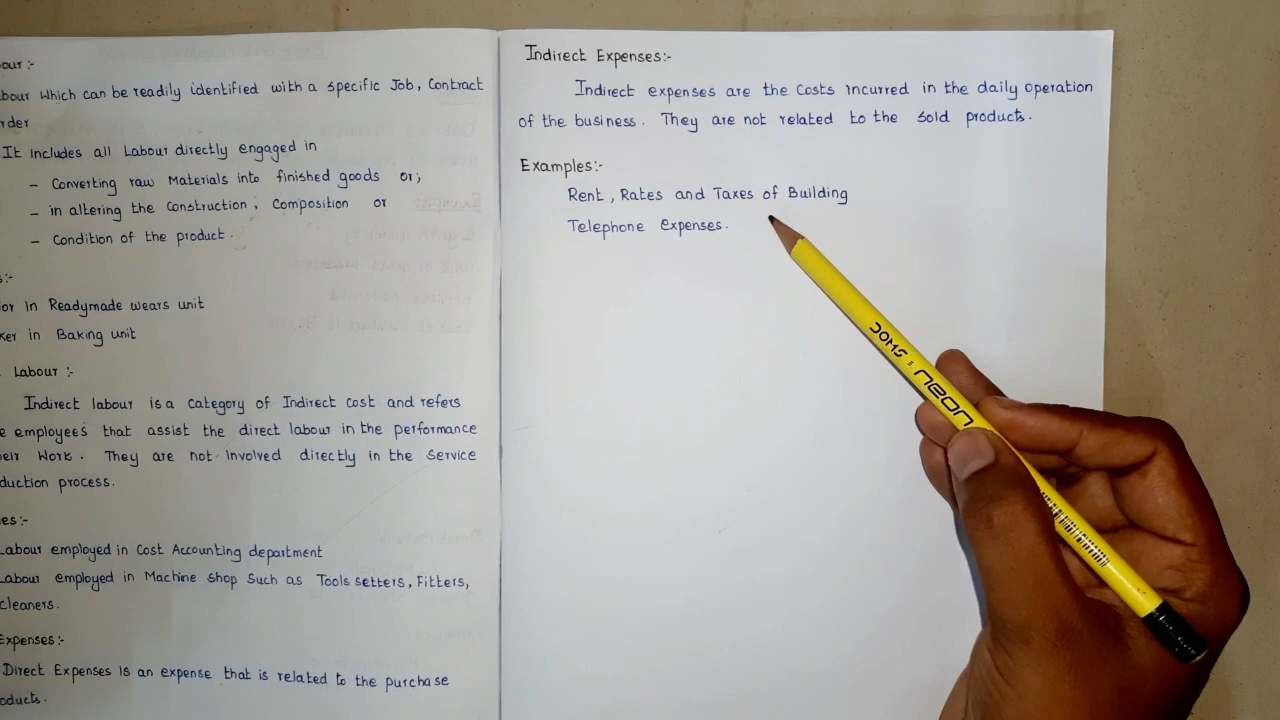 our :-
bour which can be readily identified with a specific Job, Contract
rder
It includes all Labour directly engaged in
- Converting raw Materials into finished goods or;
- in altering the Construction, Composition or
- Condition of the product.
s:-
lor in Readymade wears unit
ker in Baking unit
Labour :-
Indirect labour is a category of Indirect cost and refers
e employees that assist the direct labour in the performance
eir Work. They are not involved directly in the Service
duction process.
es:-
Labour employed in Cost Accounting department
Labour employed in Machine shop such as Tools setters, Fitters,
cleaners.
Expenses:-
Direct Expenses is an expense that is related to the purchase
oducts.
Indirect Expenses:-
Indirect expenses are the costs incurred in the daily operation
of the business. They are not related to the sold products.
Examples:-
Rent, Rates and Taxes of Building
Telephone Expenses.
DOMS neon